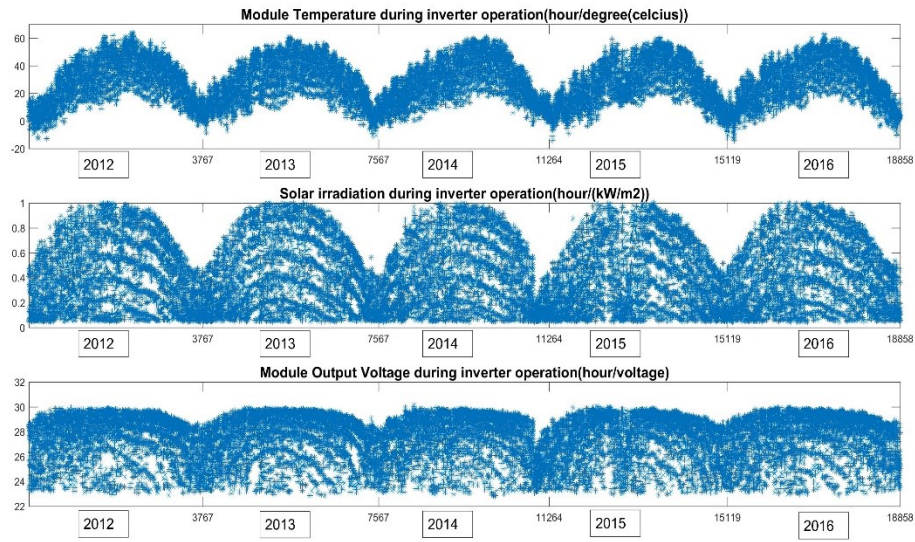 Module Temperature during inverter operation(hour/degree(celcius))
60
40
20
0
-20
3767 7567 11264 15119 18858
2012 2013 2014 2015 2016
Solar irradiation during inverter operation(hour/(kW/m2))
1
0.8
0.6
0.4
0.2
0
3767 7567 11264 15119 18858
2012 2013 2014 2015 2016
Module Output Voltage during inverter operation(hour/voltage)
32
30
28
26
24
22
3767 7567 11264 15119 18858
2012 2013 2014 2015 2016